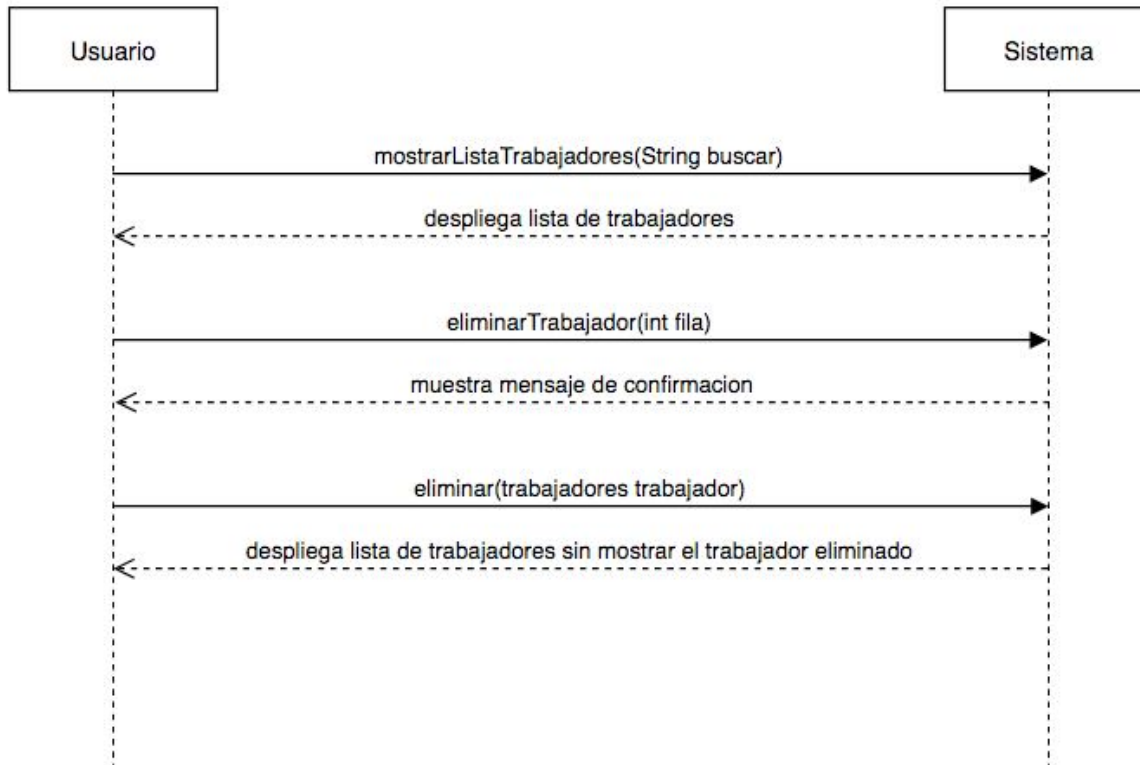 Usuario
Sistema
mostrarListaTrabajadores(String buscar)
despliega lista de trabajadores
eliminarTrabajador(int fila)
muestra mensaje de confirmacion
eliminar(trabajadores trabajador)
despliega lista de trabajadores sin mostrar el trabajador eliminado